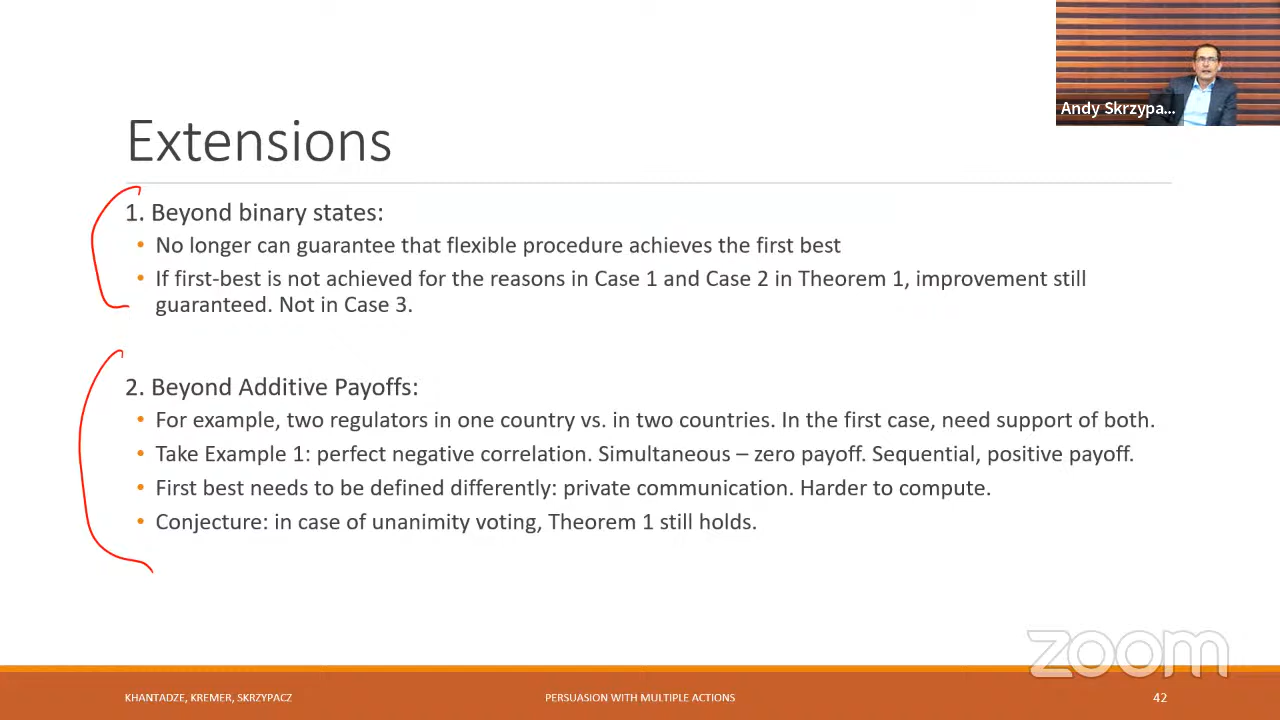 Andy Skrzypa...
Extensions
1. Beyond binary states:
• No longer can guarantee that flexible procedure achieves the first best
• If first-best is not achieved for the reasons in Case 1 and Case 2 in Theorem 1, improvement still
guaranteed. Not in Case 3.
2. Beyond Additive Payoffs:
• For example, two regulators in one country vs. in two countries. In the first case, need support of both.
• Take Example 1: perfect negative correlation. Simultaneous – zero payoff. Sequential, positive payoff.
• First best needs to be defined differently: private communication. Harder to compute.
• Conjecture: in case of unanimity voting, Theorem 1 still holds.
zoom
KHANTADZE, KREMER, SKRZYPACZ
PERSUASION WITH MULTIPLE ACTIONS
42